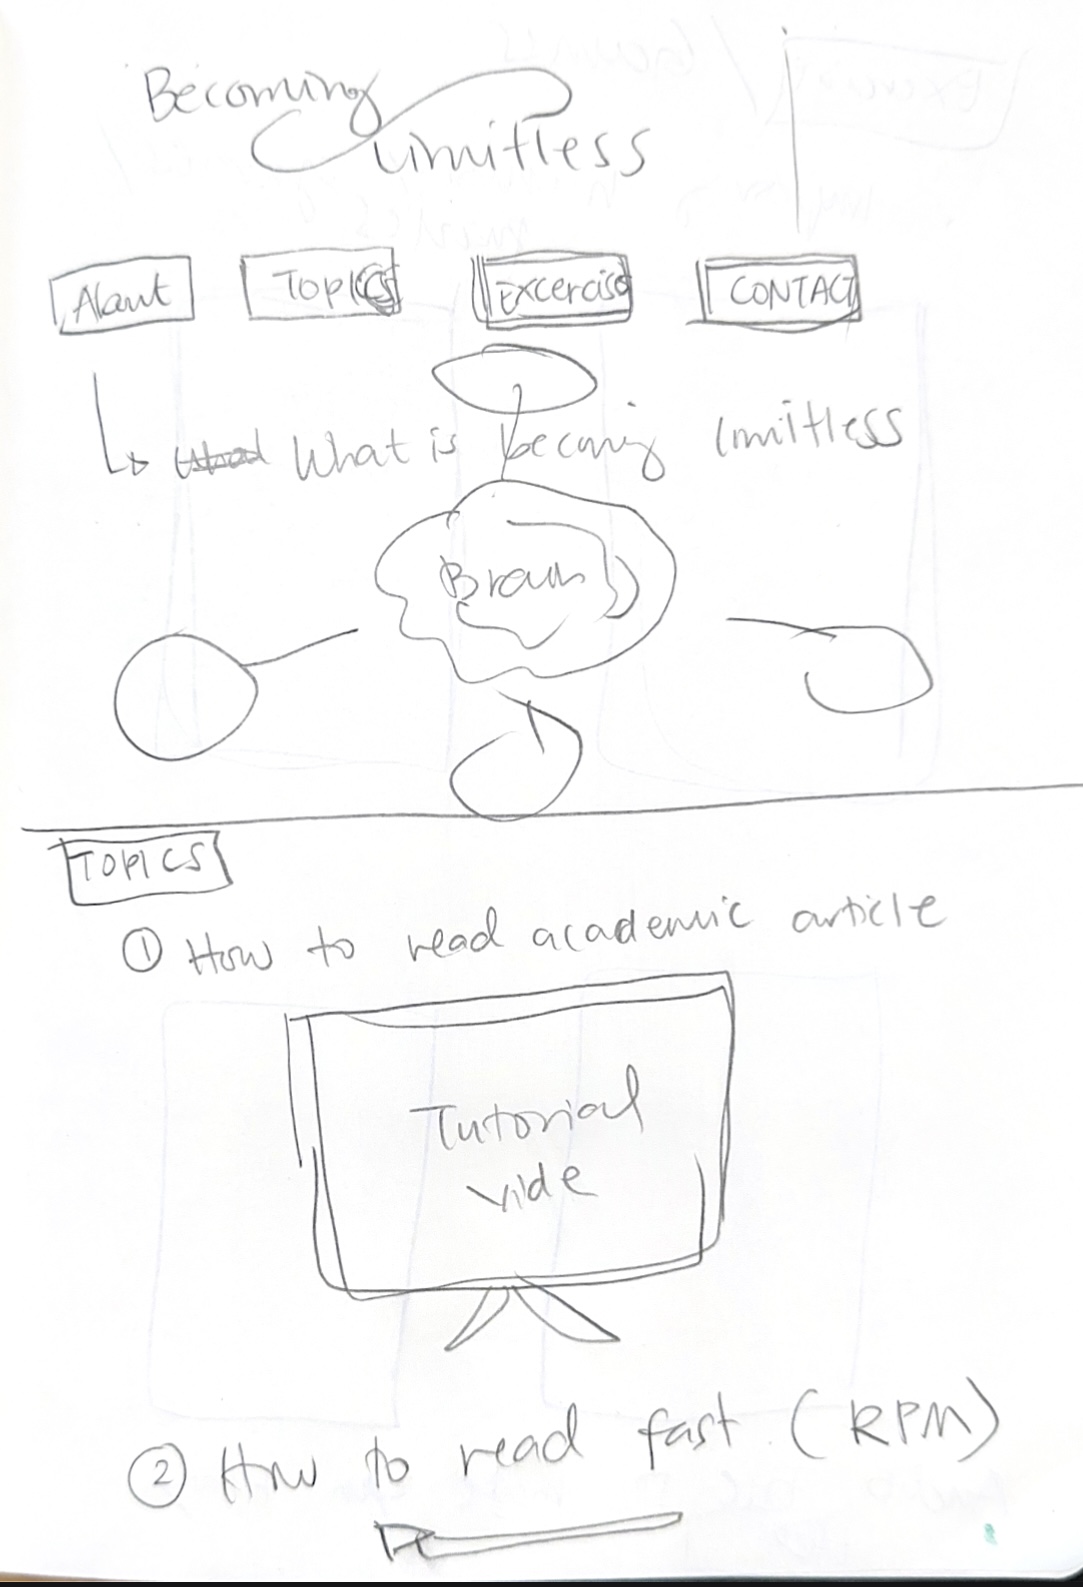 Becoming
Limitless
About
Topics
Excercise
CONTACT
What is becoming limitless
Brain
TOPICS
① How to read academic article
Tutorial
vide
② How to read fast (RPM)